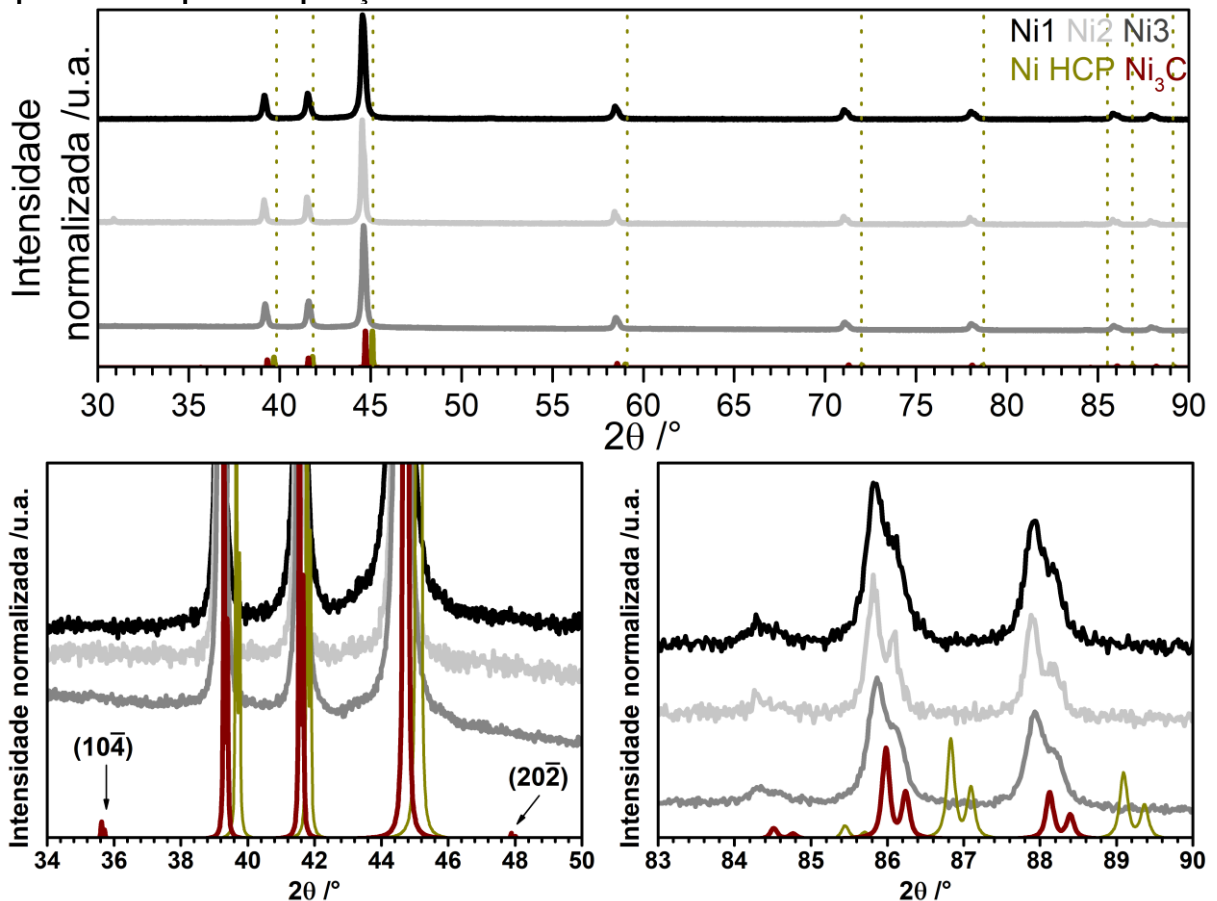 Ni1 Ni2 Ni3
Ni HCP Ni₃C
Intensidade
normalizada /u.a.
30 35 40 45 50 55 60 65 70 75 80 85 90
2θ /°
Intensidade normalizada /u.a.
(104̅)
(202̅)
34 36 38 40 42 44 46 48 50
2θ /°
Intensidade normalizada /u.a.
83 84 85 86 87 88 89 90
2θ /°